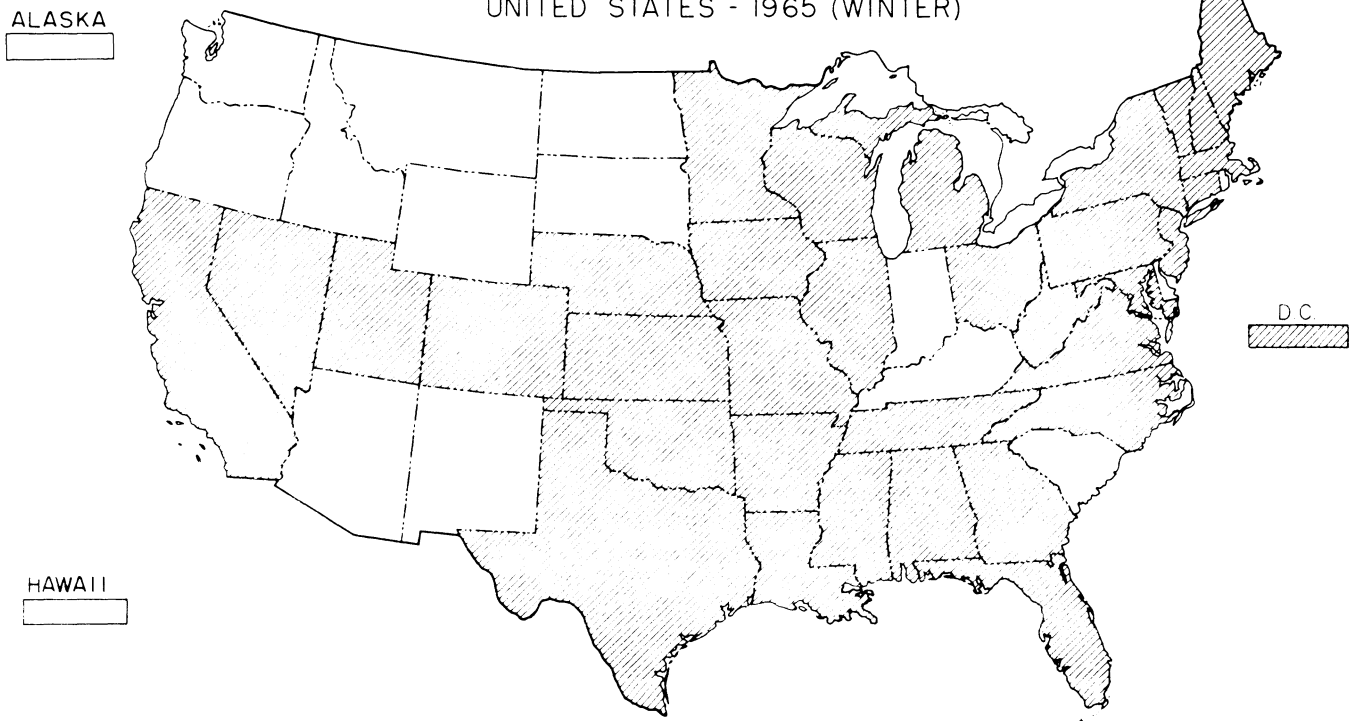 UNITED STATES - 1965 (WINTER)
ALASKA
D.C.
HAWAII